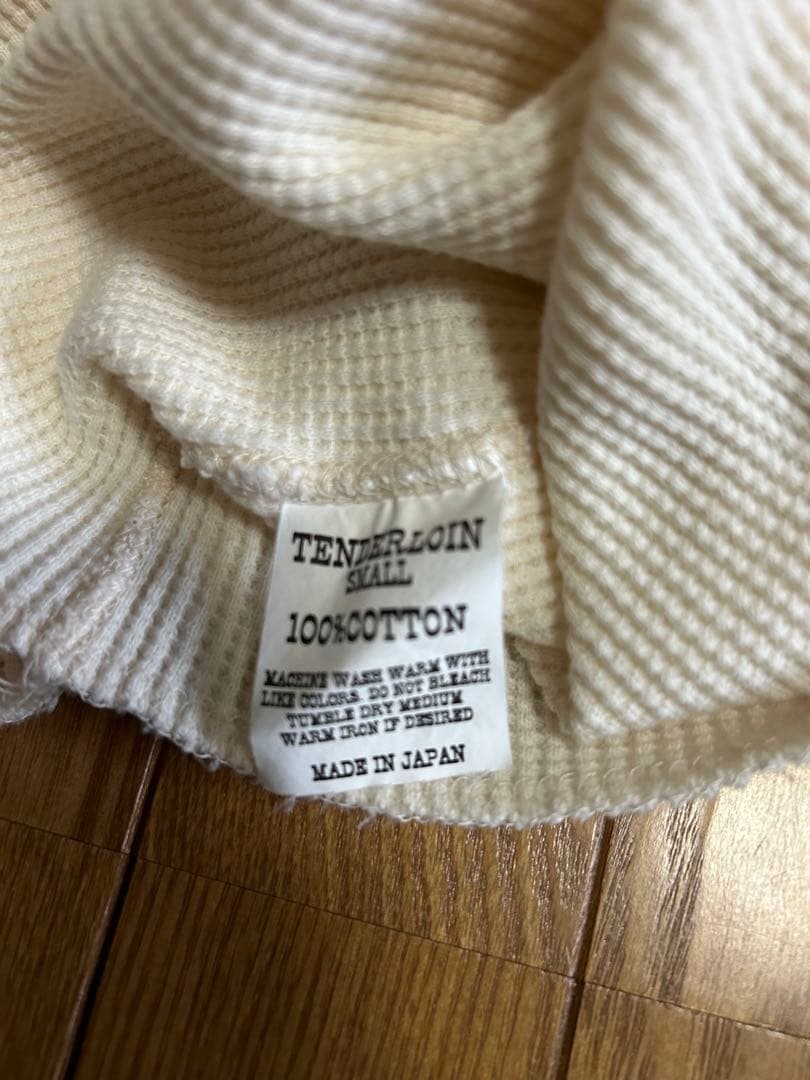 TENDERLOIN
SMALL
100%COTTON
MACHINE WASH WARM WITH
LIKE COLORS. DO NOT BLEACH
TUMBLE DRY MEDIUM
WARM IRON IF DESIRED
MADE IN JAPAN